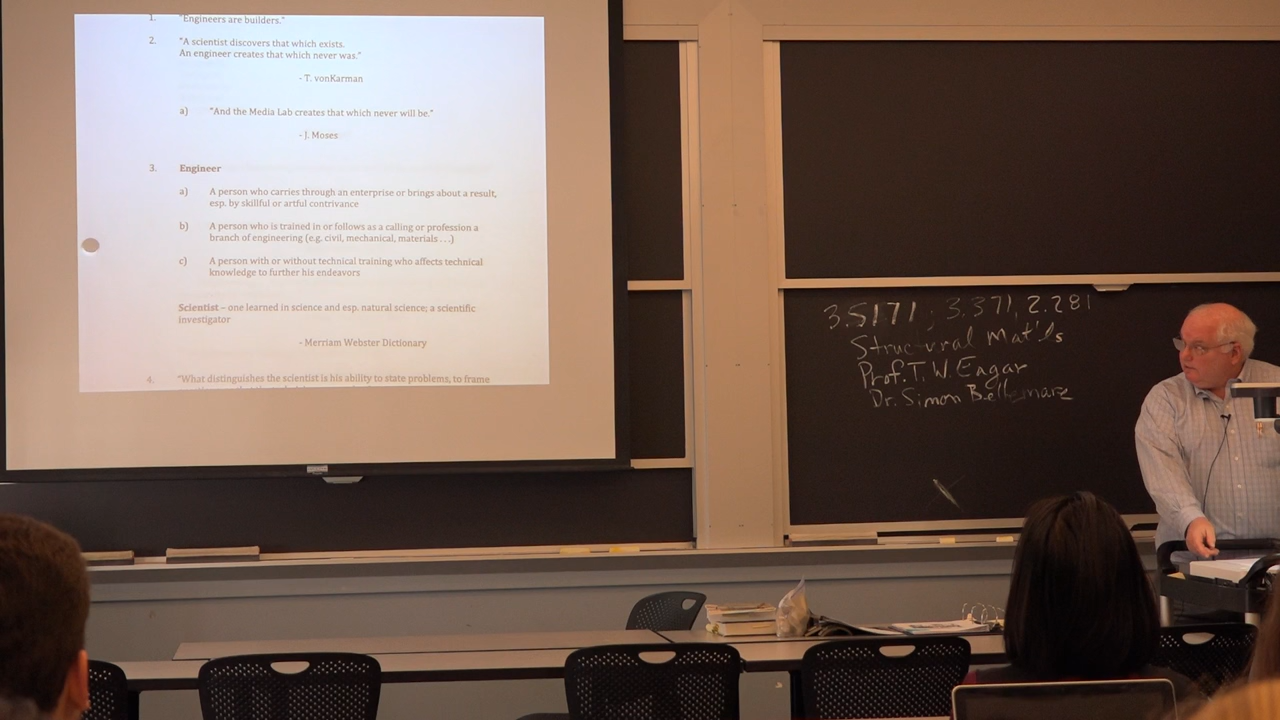 1. "Engineers are builders."
2. "A scientist discovers that which exists.
An engineer creates that which never was."
- T. vonKarman
a) "And the Media Lab creates that which never will be."
- J. Moses
3. Engineer
a) A person who carries through an enterprise or brings about a result,
esp. by skillful or artful contrivance
b) A person who is trained in or follows as a calling or profession a
branch of engineering (e.g. civil, mechanical, materials . . .)
c) A person with or without technical training who affects technical
knowledge to further his endeavors
Scientist – one learned in science and esp. natural science; a scientific
investigator
- Merriam Webster Dictionary
4. "What distinguishes the scientist is his ability to state problems, to frame
3.5171, 3.371, 2.281
Structural Mat'ls
Prof. T. W. Eagar
Dr. Simon Bellemare